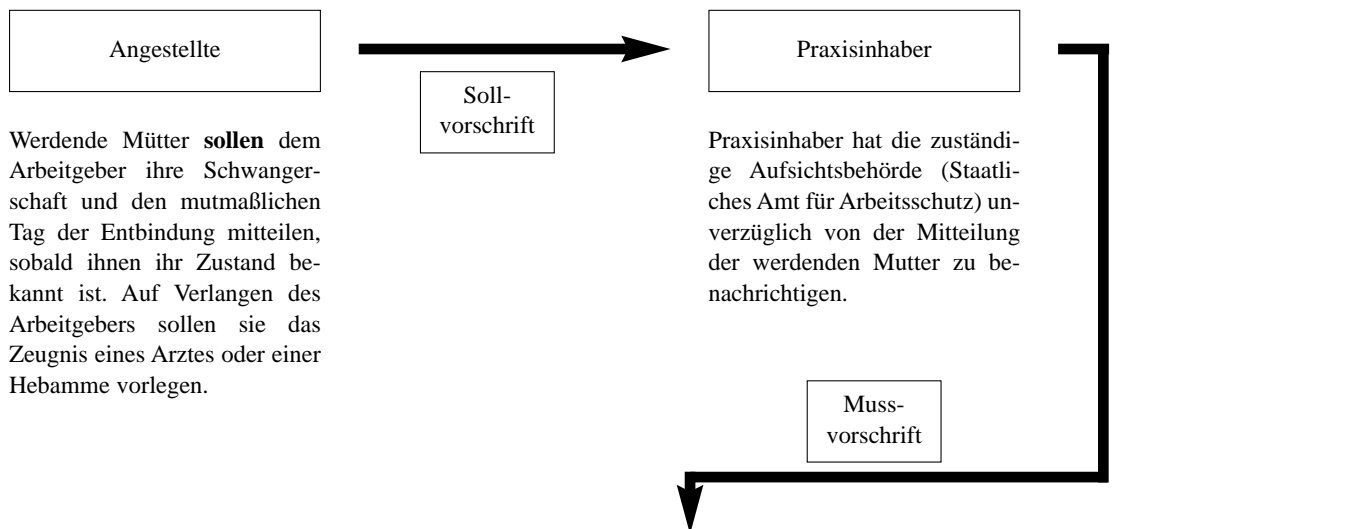 Angestellte
Soll-
vorschrift
Praxisinhaber
Werdende Mütter sollen dem
Arbeitgeber ihre Schwanger-
schaft und den mutmaßlichen
Tag der Entbindung mitteilen,
sobald ihnen ihr Zustand be-
kannt ist. Auf Verlangen des
Arbeitgebers sollen sie das
Zeugnis eines Arztes oder einer
Hebamme vorlegen.
Praxisinhaber hat die zuständi-
ge Aufsichtsbehörde (Staatli-
ches Amt für Arbeitsschutz) un-
verzüglich von der Mitteilung
der werdenden Mutter zu be-
nachrichtigen.
Muss-
vorschrift